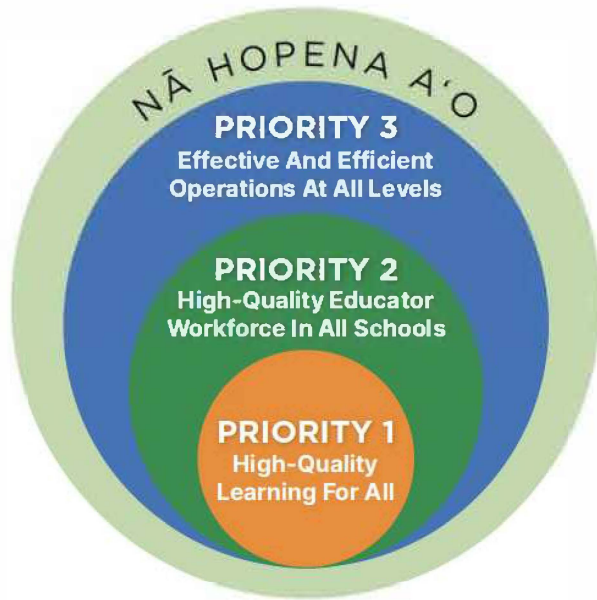 NĀ HOPENA AʻO
PRIORITY 3
Effective And Efficient
Operations At All Levels
PRIORITY 2
High-Quality Educator
Workforce In All Schools
PRIORITY 1
High-Quality
Learning For All